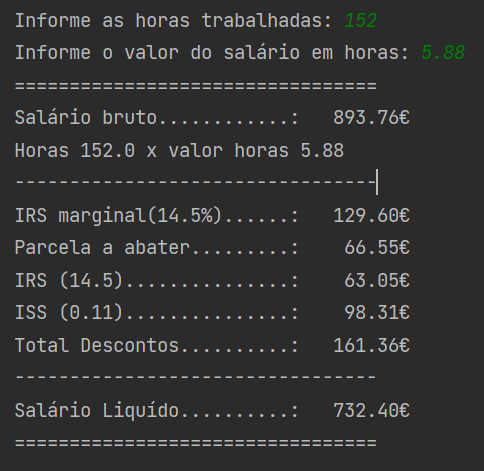 Informe as horas trabalhadas: 152
Informe o valor do salário em horas: 5.88
=================================
Salário bruto............:   893.76€
Horas 152.0 x valor horas 5.88
---------------------------------
IRS marginal(14.5%)......:   129.60€
Parcela a abater.........:    66.55€
IRS (14.5)...............:    63.05€
ISS (0.11)...............:    98.31€
Total Descontos..........:   161.36€
---------------------------------
Salário Liquído..........:   732.40€
=================================